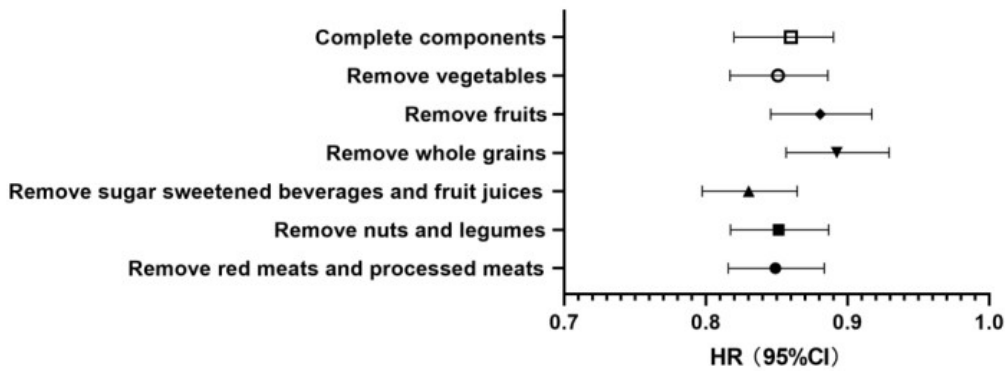 Complete components
Remove vegetables
Remove fruits
Remove whole grains
Remove sugar sweetened beverages and fruit juices
Remove nuts and legumes
Remove red meats and processed meats
0.7 0.8 0.9 1.0
HR（95%CI）